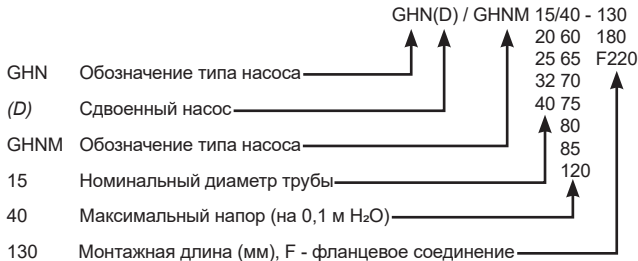 GHN(D) / GHNM 15/40 - 130
20 60 180
25 65 F220
GHN Обозначение типа насоса
32 70
40 75
(D) Сдвоенный насос
80
GHNM Обозначение типа насоса
85
120
15 Номинальный диаметр трубы
40 Максимальный напор (на 0,1 м H₂O)
130 Монтажная длина (мм), F - фланцевое соединение